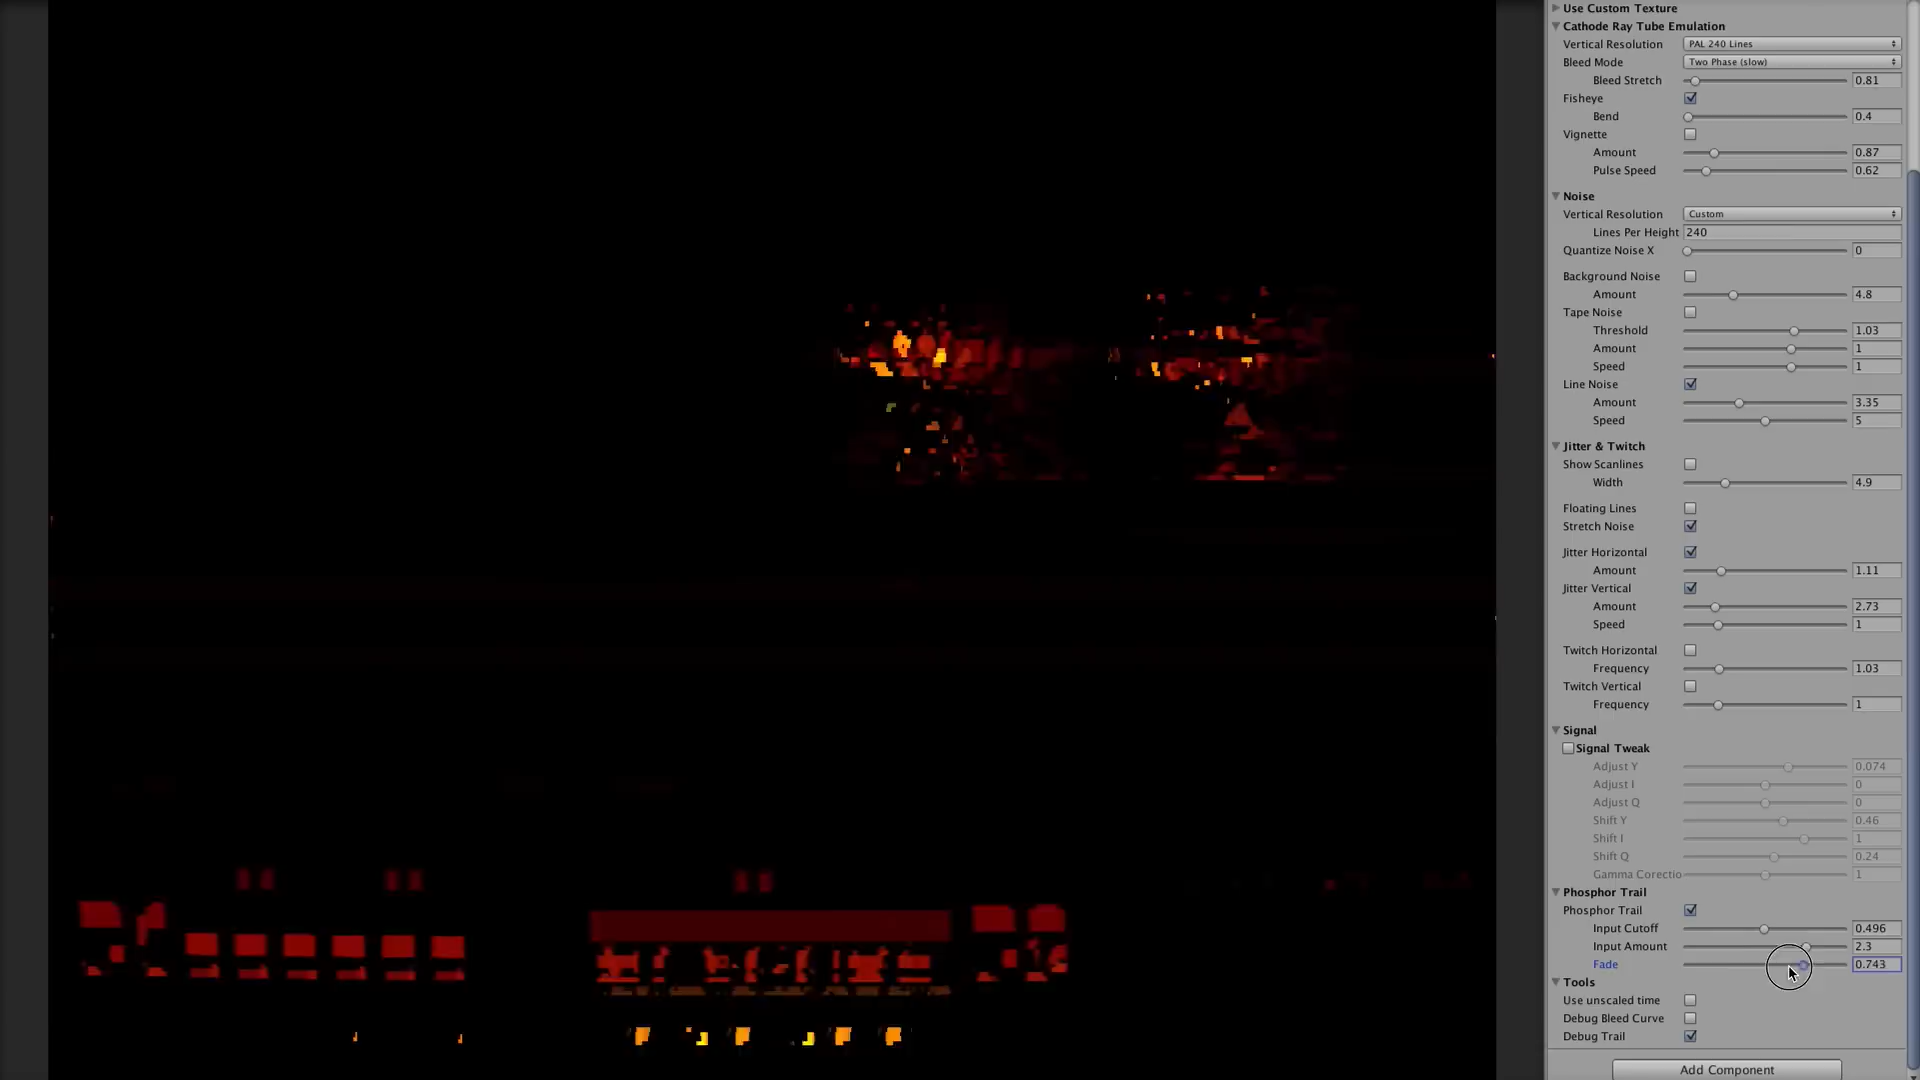 Use Custom Texture
Cathode Ray Tube Emulation
Vertical Resolution PAL 240 Lines
Bleed Mode Two Phase (slow)
Bleed Stretch 0.81
Fisheye
Bend 0.4
Vignette
Amount 0.87
Pulse Speed 0.62
Noise
Vertical Resolution Custom
Lines Per Height 240
Quantize Noise X 0
Background Noise
Amount 4.8
Tape Noise
Threshold 1.03
Amount 1
Speed 1
Line Noise
Amount 3.35
Speed 5
Jitter & Twitch
Show Scanlines
Width 4.9
Floating Lines
Stretch Noise
Jitter Horizontal
Amount 1.11
Jitter Vertical
Amount 2.73
Speed 1
Twitch Horizontal
Frequency 1.03
Twitch Vertical
Frequency 1
Signal
Signal Tweak
Adjust Y 0.074
Adjust I 0
Adjust Q 0
Shift Y 0.46
Shift I 1
Shift Q 0.24
Gamma Corectio 1
Phosphor Trail
Phosphor Trail
Input Cutoff 0.496
Input Amount 2.3
Fade 0.743
Tools
Use unscaled time
Debug Bleed Curve
Debug Trail
Add Component